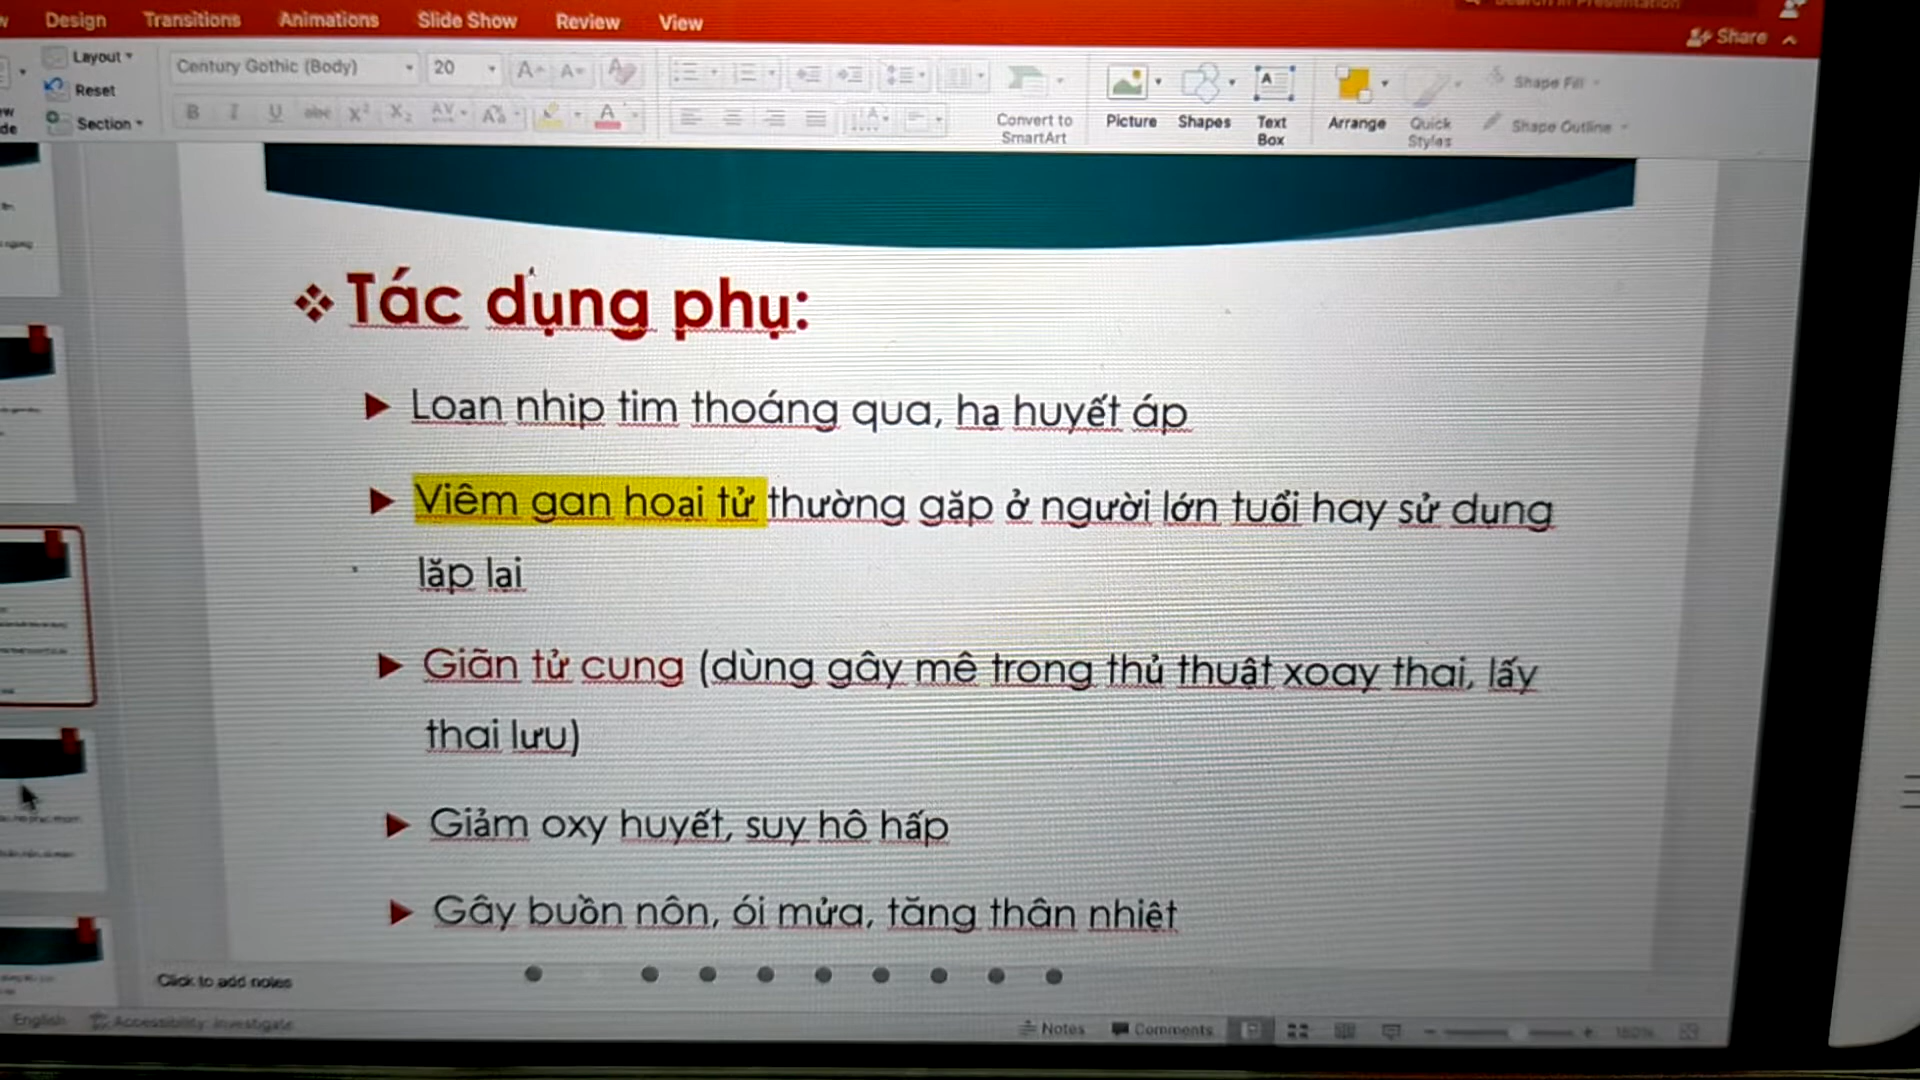 Design Transitions Animations Slide Show Review View
Share
Layout
Century Gothic (Body) 20
Reset
Section
Convert to SmartArt
Picture Shapes Text Box Arrange Quick Styles
Shape Fill
Shape Outline
Tác dụng phụ:
Loạn nhịp tim thoáng qua, hạ huyết áp
Viêm gan hoại tử thường gặp ở người lớn tuổi hay sử dụng
lặp lại
Giãn tử cung (dùng gây mê trong thủ thuật xoay thai, lấy
thai lưu)
Giảm oxy huyết, suy hô hấp
Gây buồn nôn, ói mửa, tăng thân nhiệt
Click to add notes
English Accessibility: Investigate Notes Comments